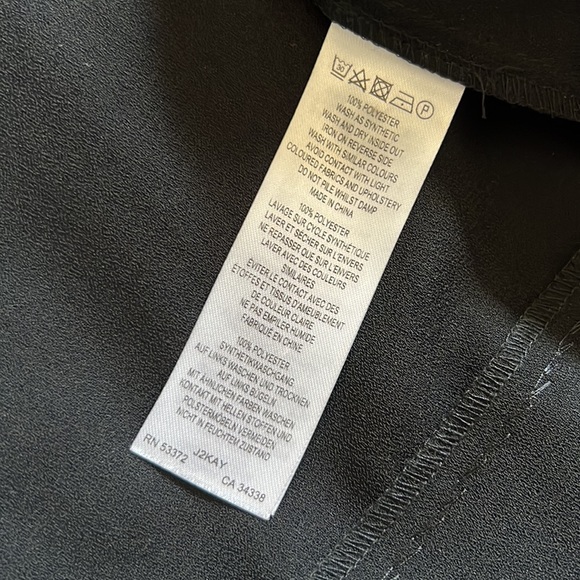 30
P
100% POLYESTER
WASH AS SYNTHETIC
WASH AND DRY INSIDE OUT
IRON ON REVERSE SIDE
WASH WITH SIMILAR COLOURS
AVOID CONTACT WITH LIGHT
COLOURED FABRICS AND UPHOLSTERY
DO NOT PILE WHILST DAMP
MADE IN CHINA
100% POLYESTER
LAVAGE SUR CYCLE SYNTHÉTIQUE
LAVER ET SÉCHER SUR L'ENVERS
NE REPASSER QUE SUR L'ENVERS
LAVER AVEC DES COULEURS
SIMILAIRES
ÉVITER LE CONTACT AVEC DES
ÉTOFFES ET TISSUS D'AMEUBLEMENT
DE COULEUR CLAIRE
NE PAS EMPILER HUMIDE
FABRIQUÉ EN CHINE
100% POLYESTER
SYNTHETIKWASCHGANG
AUF LINKS WASCHEN UND TROCKNEN
AUF LINKS BÜGELN
MIT ÄHNLICHEN FARBEN WASCHEN
KONTAKT MIT HELLEN STOFFEN UND
POLSTERMÖBELN VERMEIDEN
NICHT IN FEUCHTEM ZUSTAND
RN 53372 J2KAY CA 34338